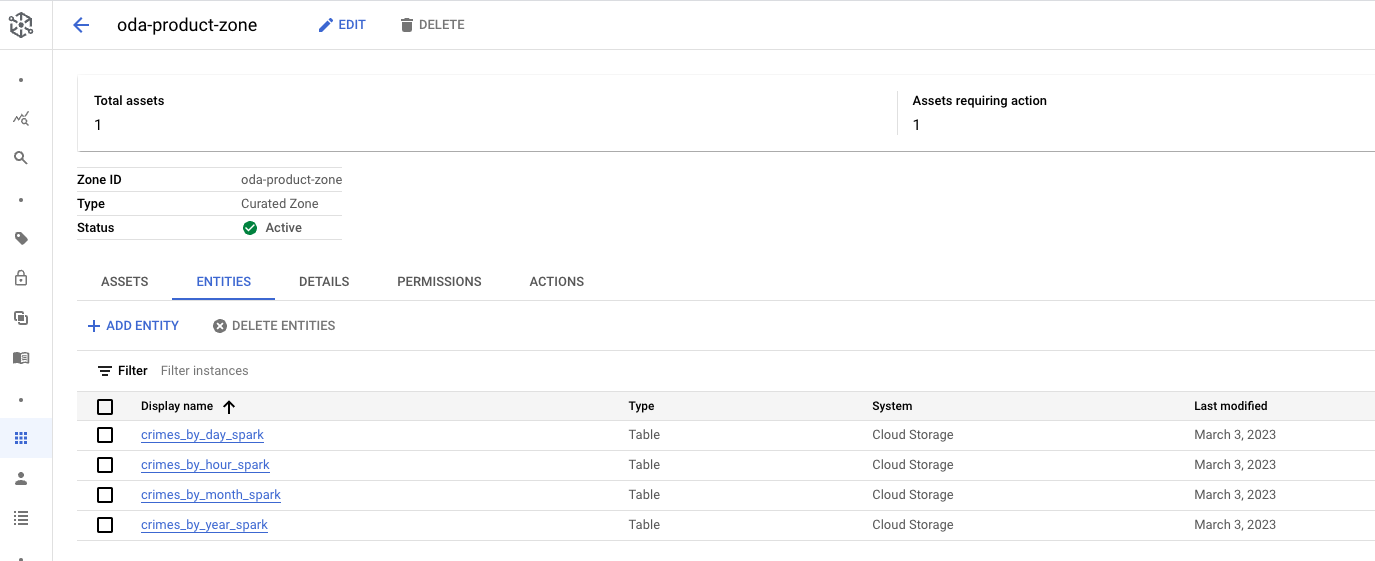 oda-product-zone EDIT DELETE
Total assets Assets requiring action
1 1
Zone ID oda-product-zone
Type Curated Zone
Status Active
ASSETS ENTITIES DETAILS PERMISSIONS ACTIONS
ADD ENTITY DELETE ENTITIES
Filter Filter instances
Display name Type System Last modified
crimes_by_day_spark Table Cloud Storage March 3, 2023
crimes_by_hour_spark Table Cloud Storage March 3, 2023
crimes_by_month_spark Table Cloud Storage March 3, 2023
crimes_by_year_spark Table Cloud Storage March 3, 2023